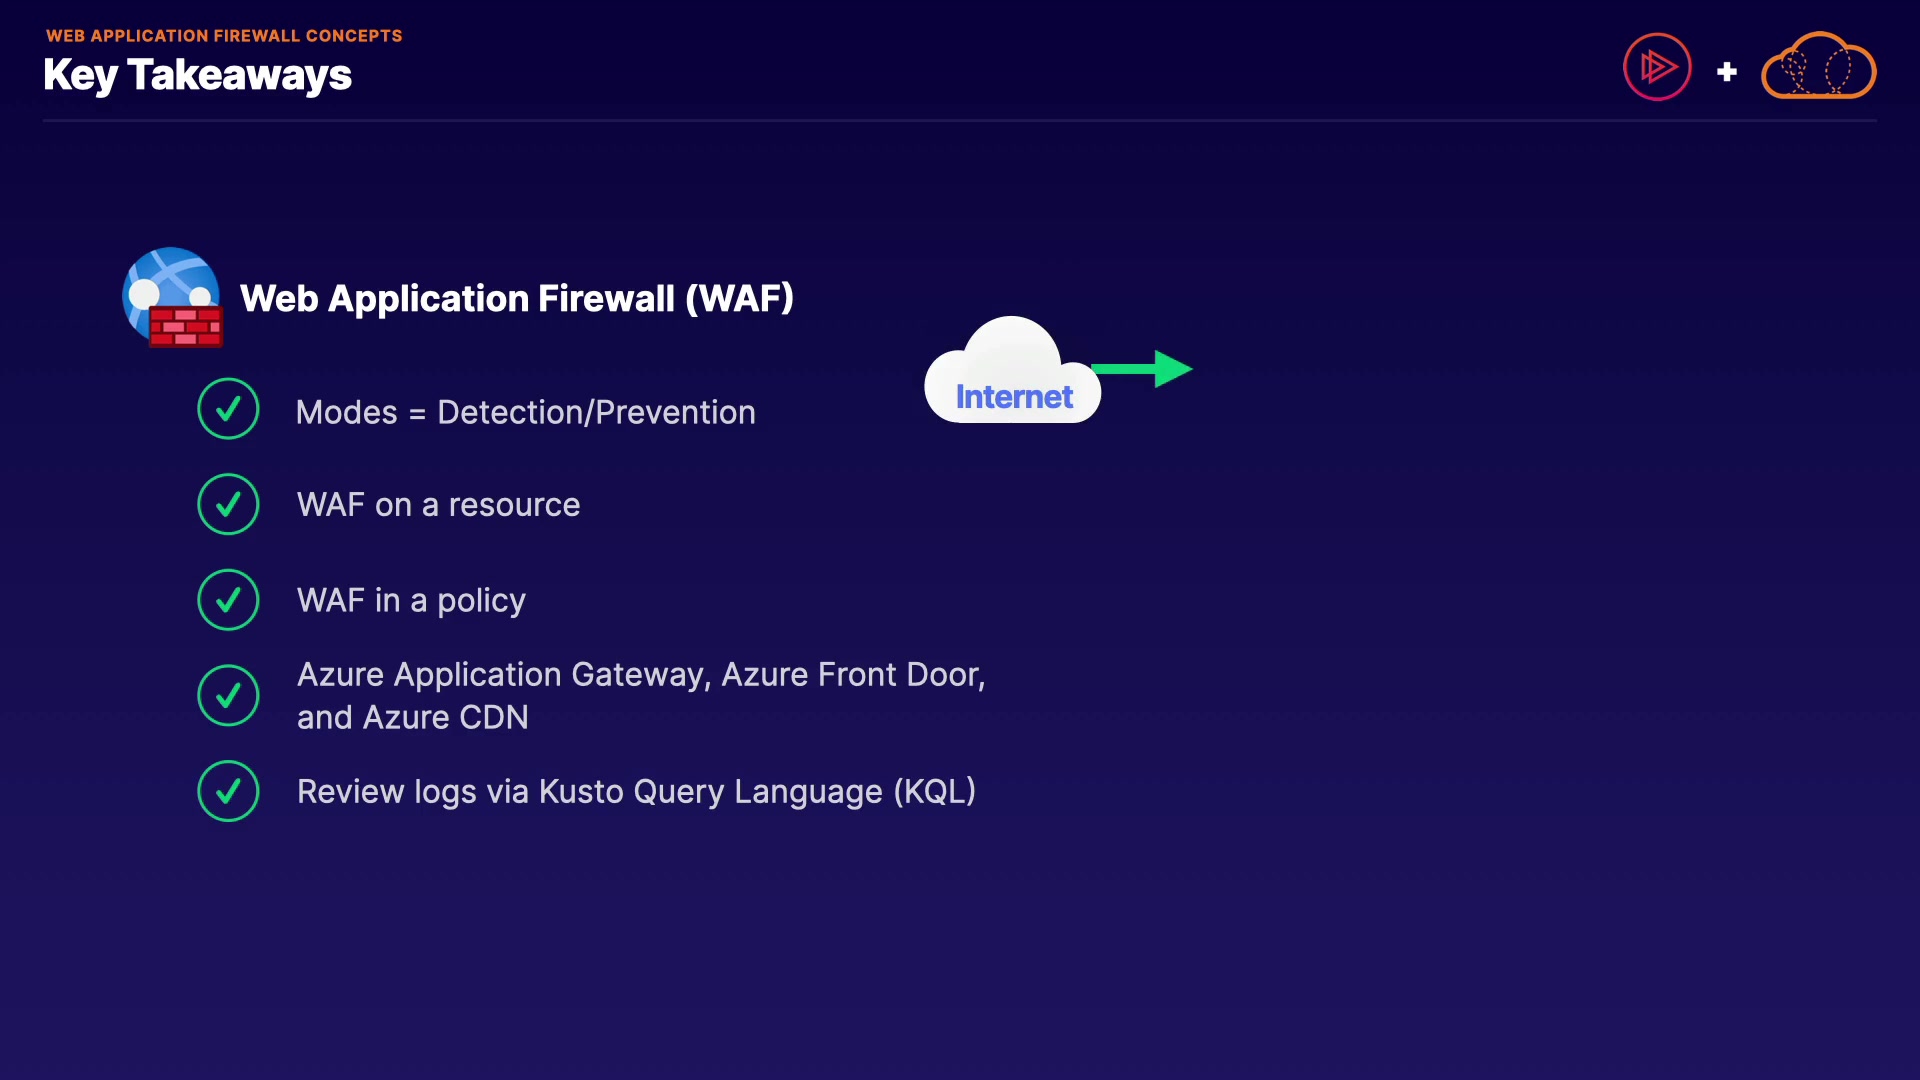 WEB APPLICATION FIREWALL CONCEPTS
Key Takeaways
+
Web Application Firewall (WAF)
Internet
Modes = Detection/Prevention
WAF on a resource
WAF in a policy
Azure Application Gateway, Azure Front Door,
and Azure CDN
Review logs via Kusto Query Language (KQL)